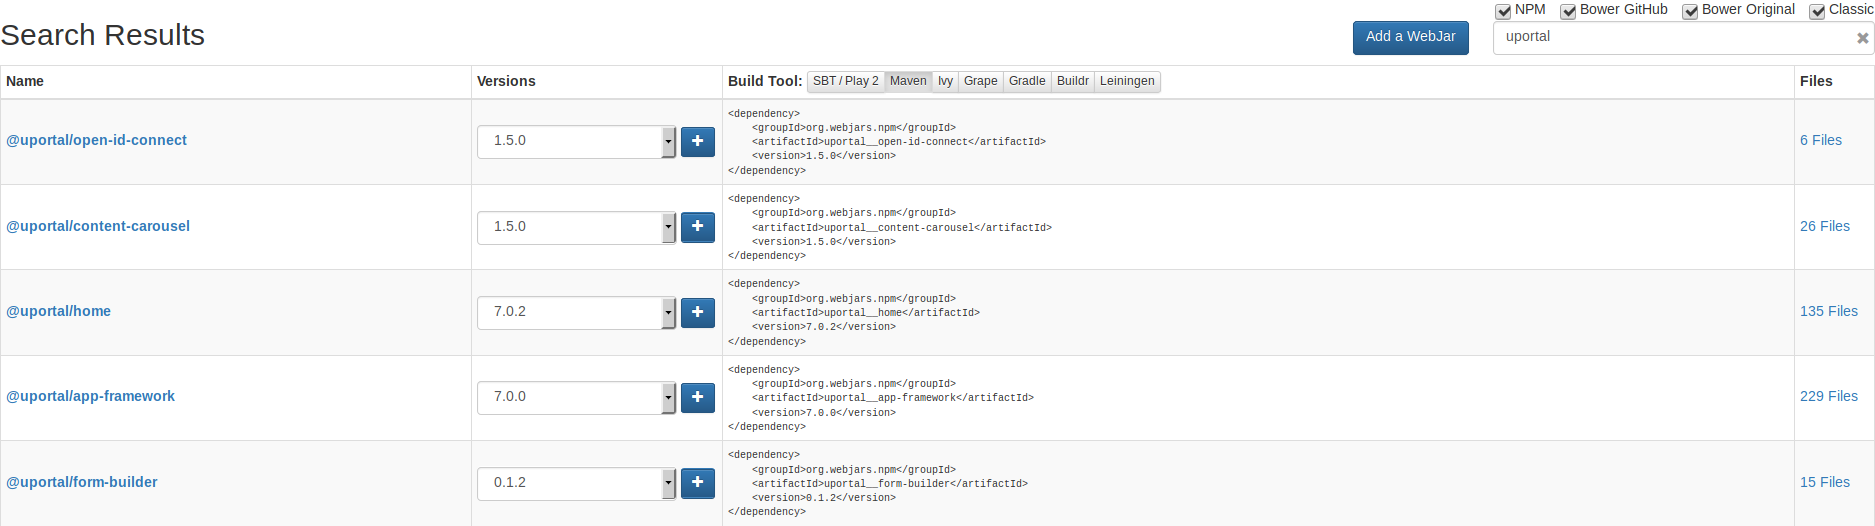 NPM Bower GitHub Bower Original Classic
Search Results Add a WebJar uportal
Name Versions Build Tool: SBT / Play 2 Maven Ivy Grape Gradle Buildr Leiningen Files
@uportal/open-id-connect 1.5.0
<dependency>
    <groupId>org.webjars.npm</groupId>
    <artifactId>uportal__open-id-connect</artifactId>
    <version>1.5.0</version>
</dependency>
6 Files
@uportal/content-carousel 1.5.0
<dependency>
    <groupId>org.webjars.npm</groupId>
    <artifactId>uportal__content-carousel</artifactId>
    <version>1.5.0</version>
</dependency>
26 Files
@uportal/home 7.0.2
<dependency>
    <groupId>org.webjars.npm</groupId>
    <artifactId>uportal__home</artifactId>
    <version>7.0.2</version>
</dependency>
135 Files
@uportal/app-framework 7.0.0
<dependency>
    <groupId>org.webjars.npm</groupId>
    <artifactId>uportal__app-framework</artifactId>
    <version>7.0.0</version>
</dependency>
229 Files
@uportal/form-builder 0.1.2
<dependency>
    <groupId>org.webjars.npm</groupId>
    <artifactId>uportal__form-builder</artifactId>
    <version>0.1.2</version>
</dependency>
15 Files